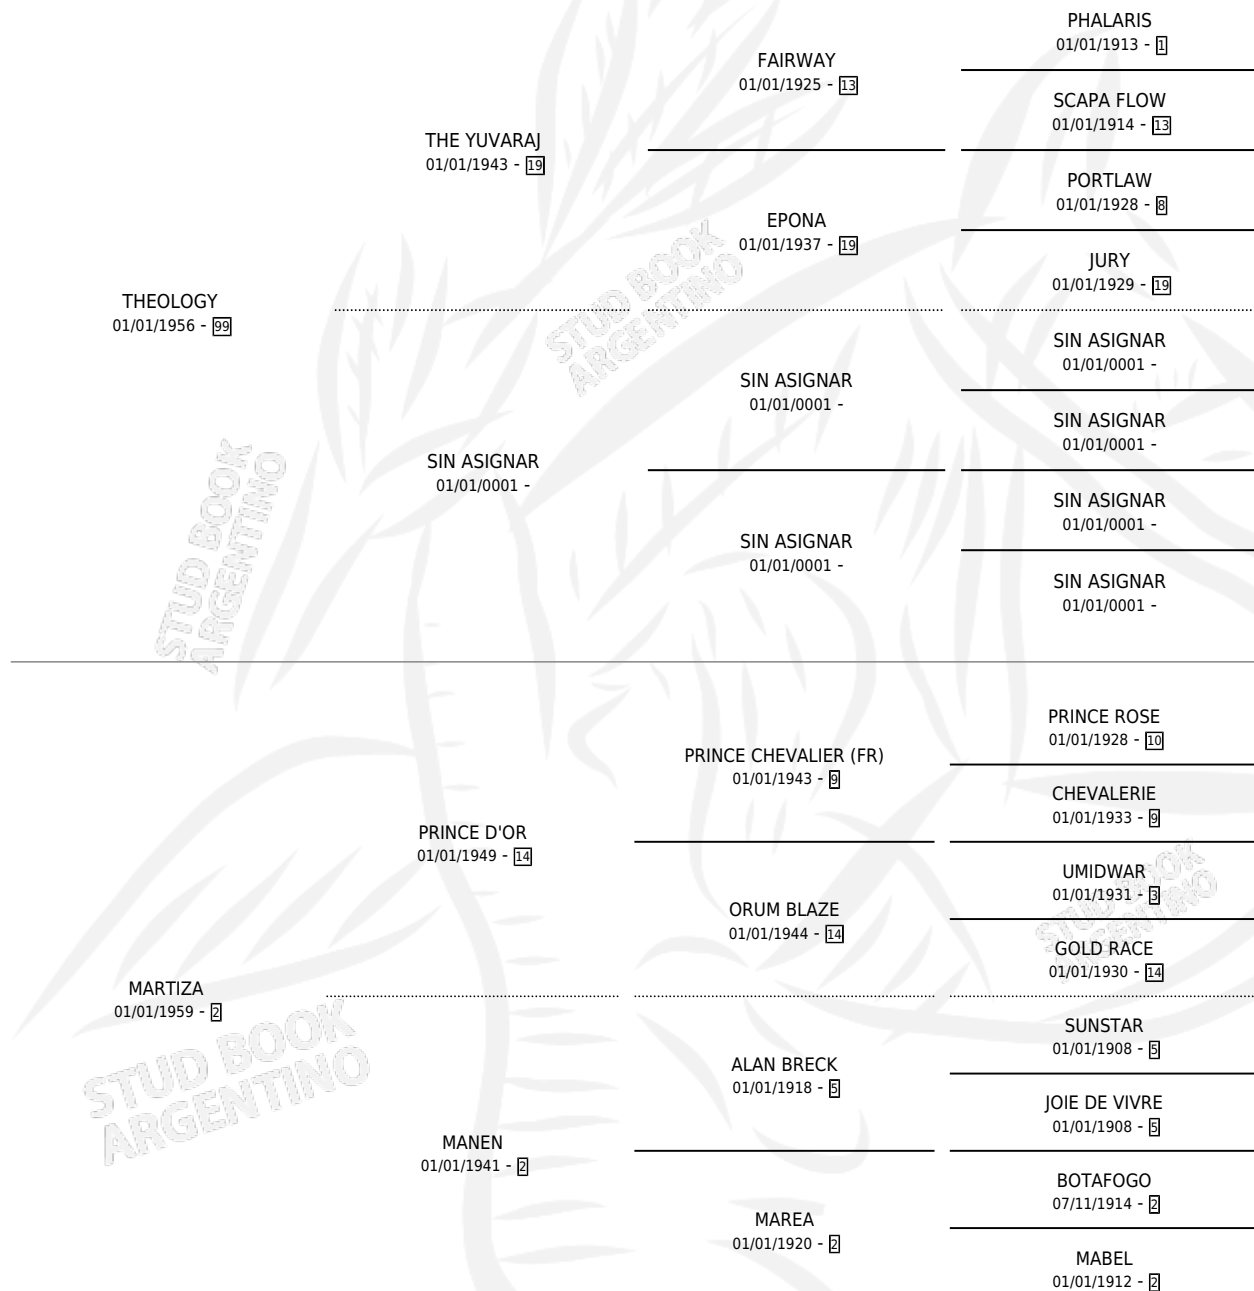 PHALARIS
01/01/1913 - 1
FAIRWAY
01/01/1925 - 13
SCAPA FLOW
01/01/1914 - 13
THE YUVARAJ
01/01/1943 - 19
PORTLAW
01/01/1928 - 8
EPONA
01/01/1937 - 19
JURY
01/01/1929 - 19
THEOLOGY
01/01/1956 - 99
SIN ASIGNAR
01/01/0001 -
SIN ASIGNAR
01/01/0001 -
SIN ASIGNAR
01/01/0001 -
SIN ASIGNAR
01/01/0001 -
SIN ASIGNAR
01/01/0001 -
SIN ASIGNAR
01/01/0001 -
SIN ASIGNAR
01/01/0001 -
STUD BOOK
ARGENTINO
STUD BOOK
ARGENTINO
PRINCE ROSE
01/01/1928 - 10
PRINCE CHEVALIER (FR)
01/01/1943 - 9
CHEVALERIE
01/01/1933 - 9
PRINCE D'OR
01/01/1949 - 14
UMIDWAR
01/01/1931 - 3
ORUM BLAZE
01/01/1944 - 14
GOLD RACE
01/01/1930 - 14
STUD BOOK
ARGENTINO
MARTIZA
01/01/1959 - 2
SUNSTAR
01/01/1908 - 5
ALAN BRECK
01/01/1918 - 5
JOIE DE VIVRE
01/01/1908 - 5
MANEN
01/01/1941 - 2
BOTAFOGO
07/11/1914 - 2
MAREA
01/01/1920 - 2
MABEL
01/01/1912 - 2
STUD BOOK
ARGENTINO